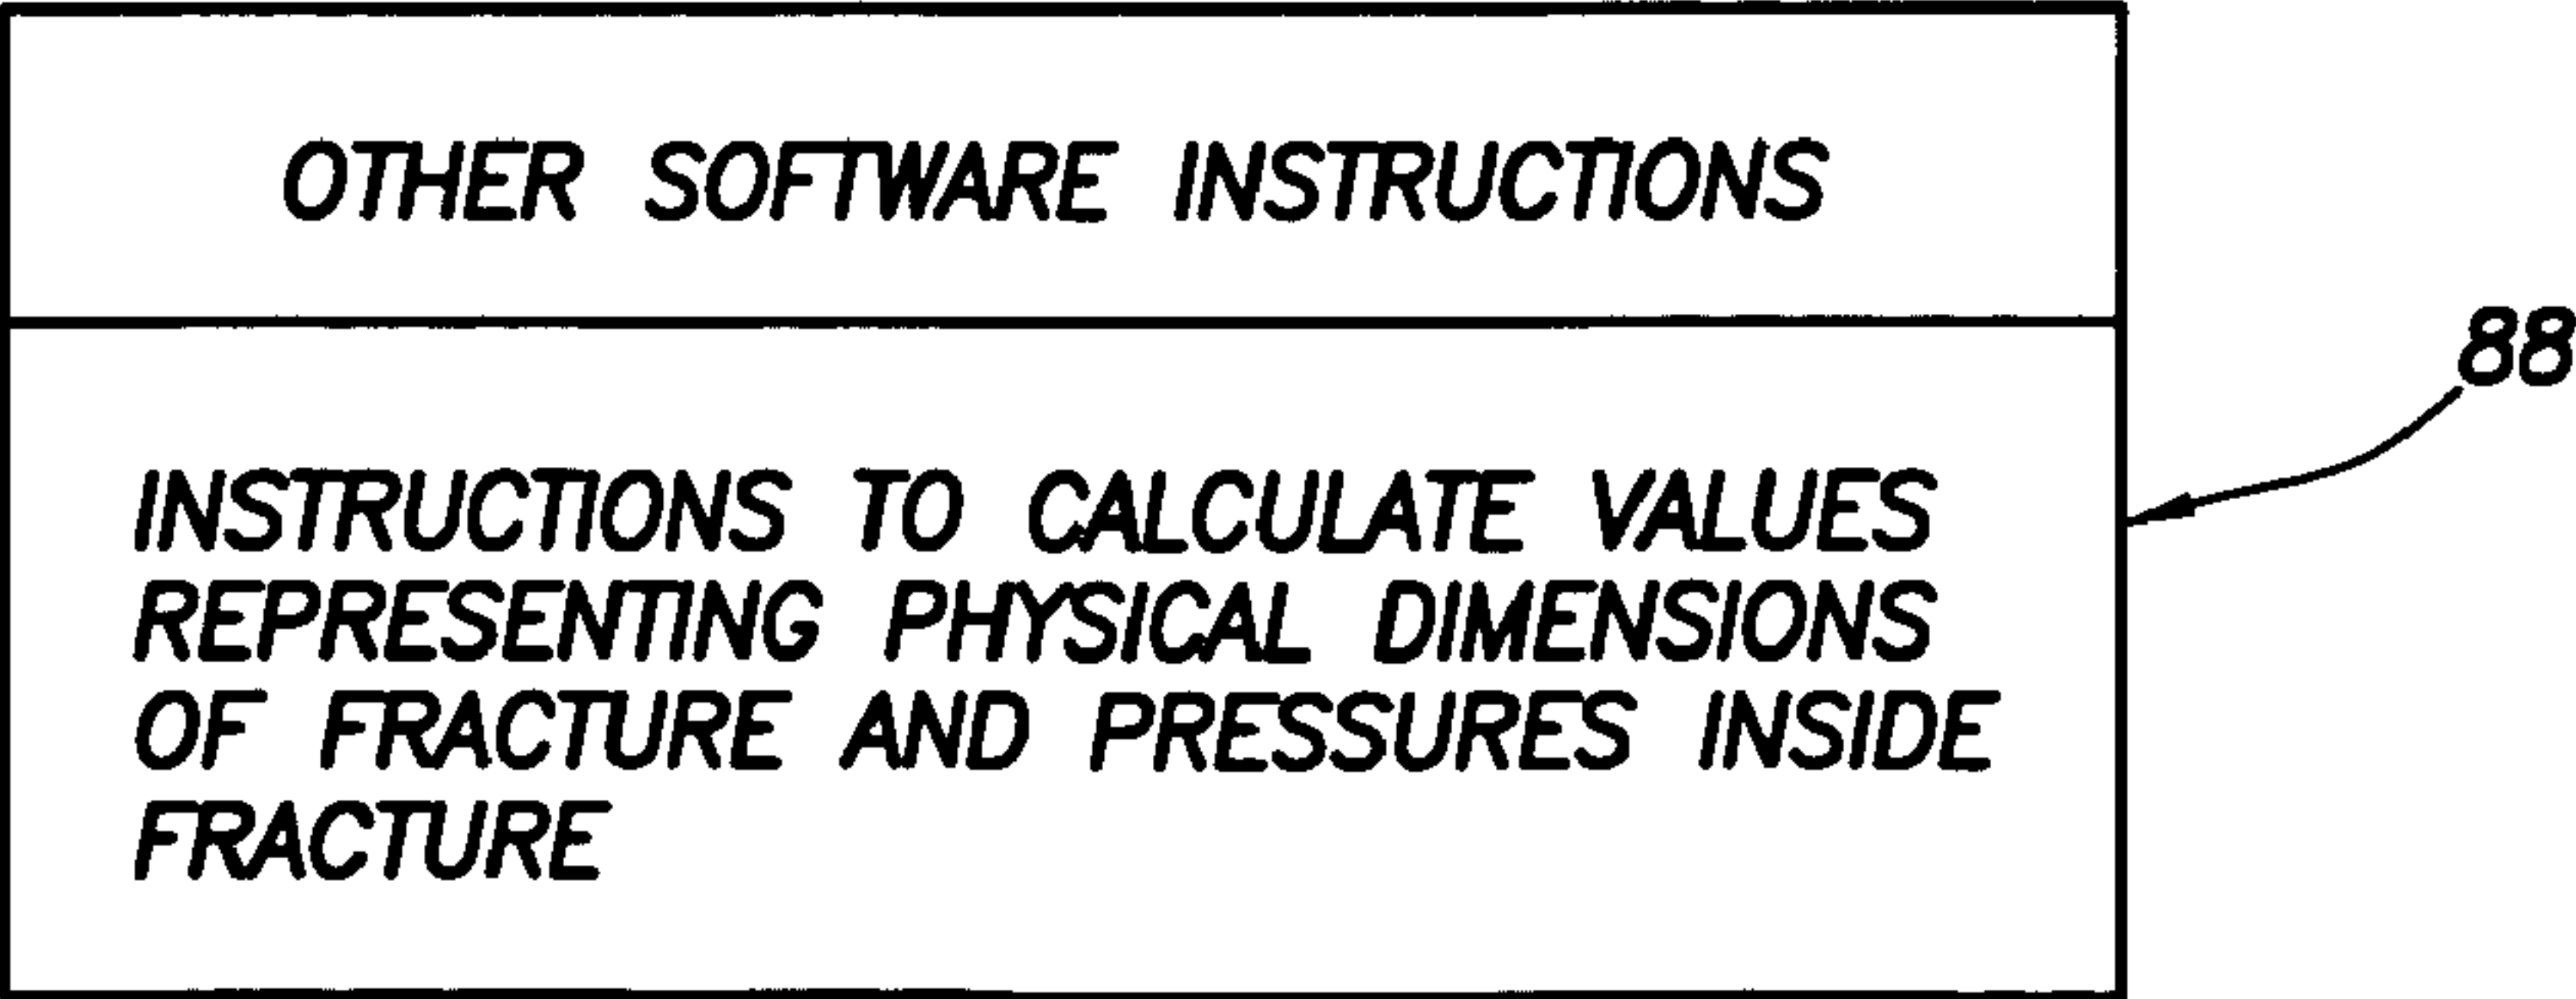 OTHER SOFTWARE INSTRUCTIONS
88
INSTRUCTIONS TO CALCULATE VALUES
REPRESENTING PHYSICAL DIMENSIONS
OF FRACTURE AND PRESSURES INSIDE
FRACTURE